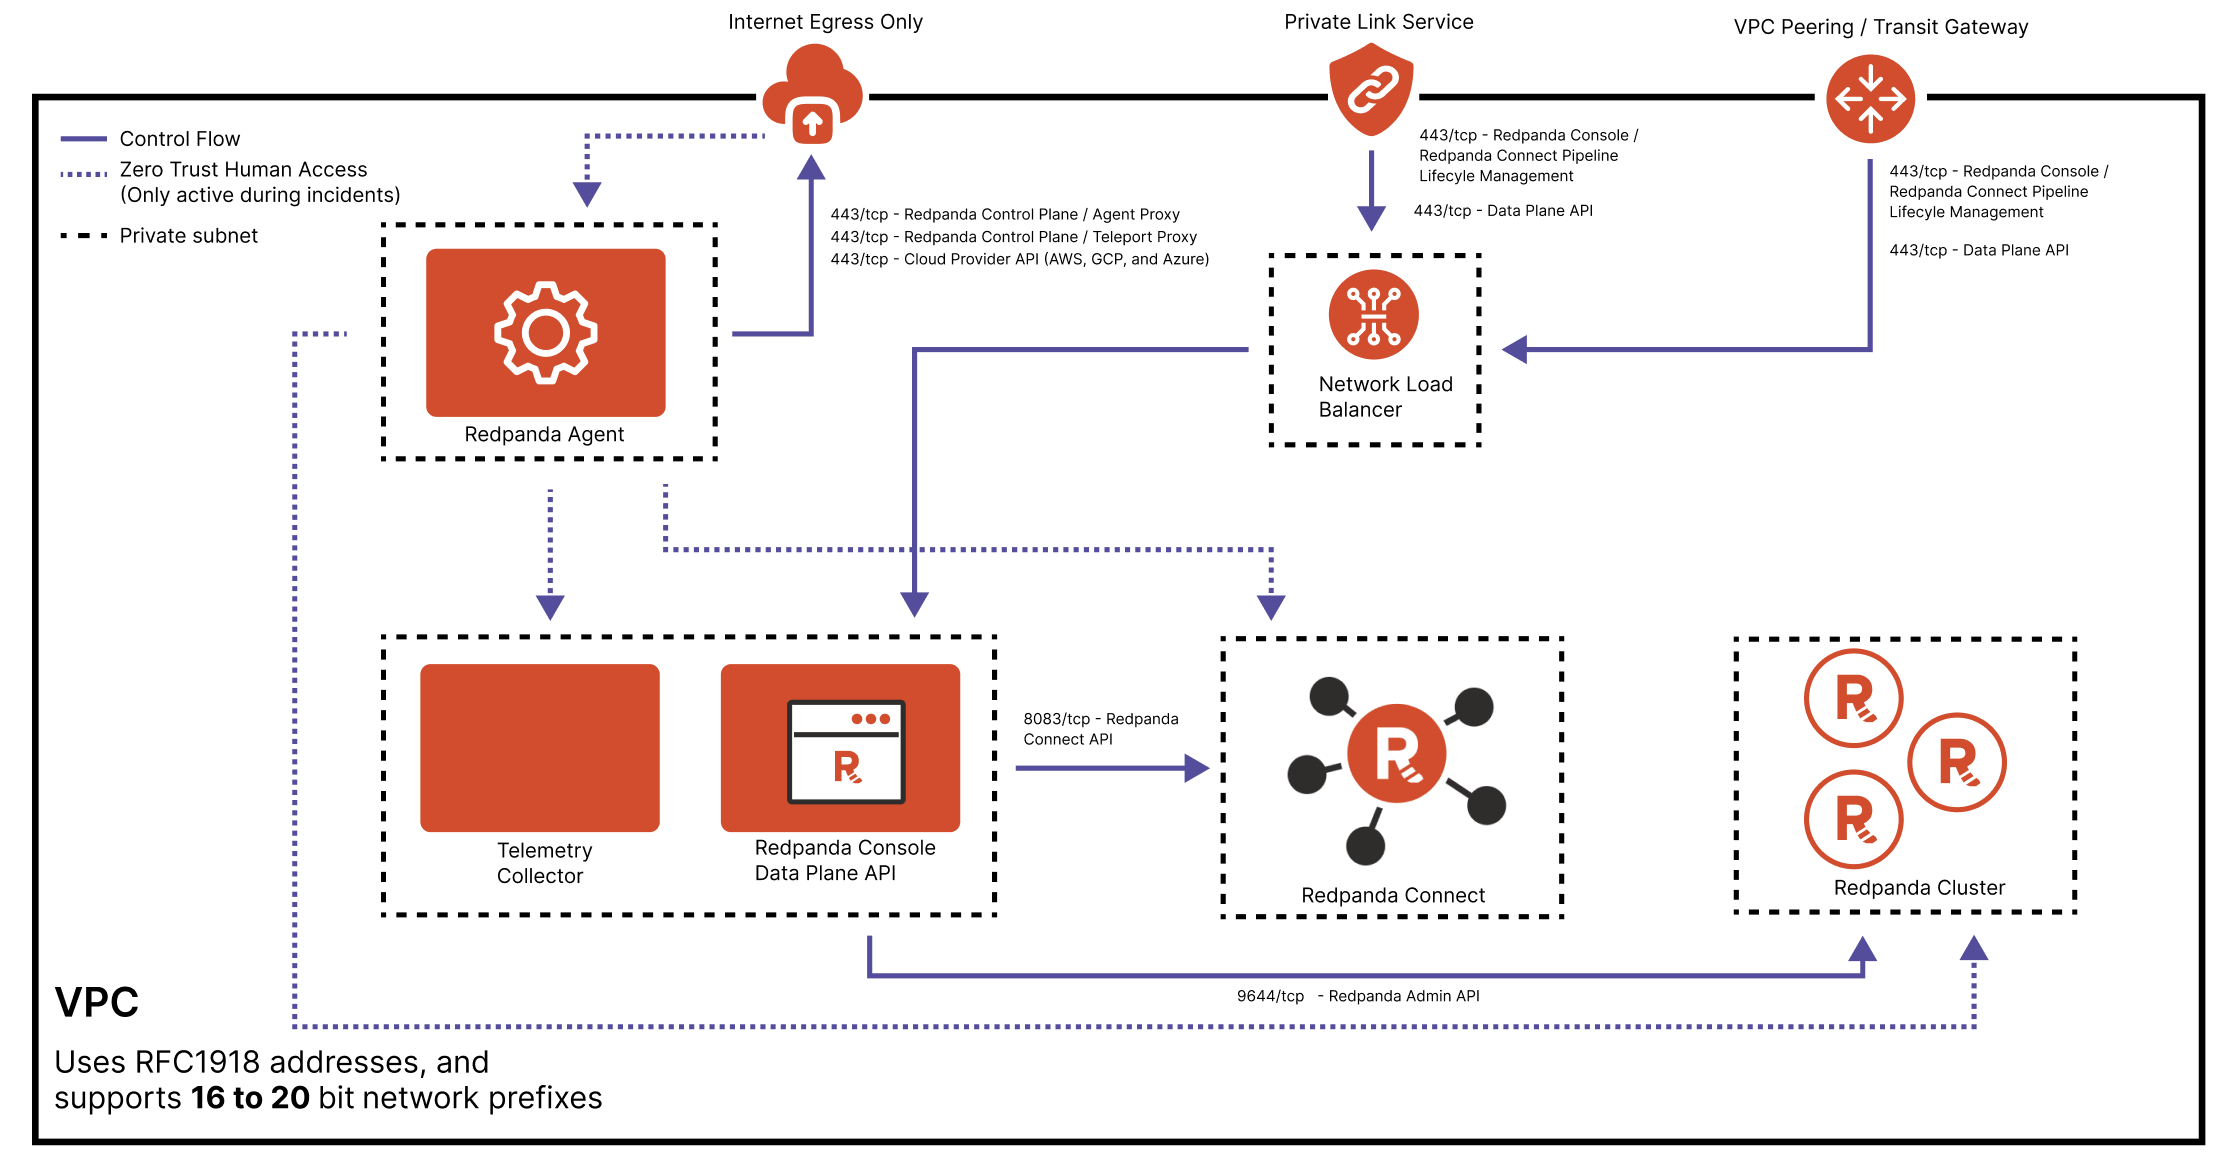 Internet Egress Only
Private Link Service
VPC Peering / Transit Gateway
Control Flow
Zero Trust Human Access
(Only active during incidents)
Private subnet
443/tcp - Redpanda Control Plane / Agent Proxy
443/tcp - Redpanda Control Plane / Teleport Proxy
443/tcp - Cloud Provider API (AWS, GCP, and Azure)
443/tcp - Redpanda Console /
Redpanda Connect Pipeline
Lifecyle Management
443/tcp - Data Plane API
443/tcp - Redpanda Console /
Redpanda Connect Pipeline
Lifecyle Management
443/tcp - Data Plane API
Redpanda Agent
Network Load
Balancer
Telemetry
Collector
Redpanda Console
Data Plane API
8083/tcp - Redpanda
Connect API
Redpanda Connect
Redpanda Cluster
9644/tcp - Redpanda Admin API
VPC
Uses RFC1918 addresses, and
supports 16 to 20 bit network prefixes